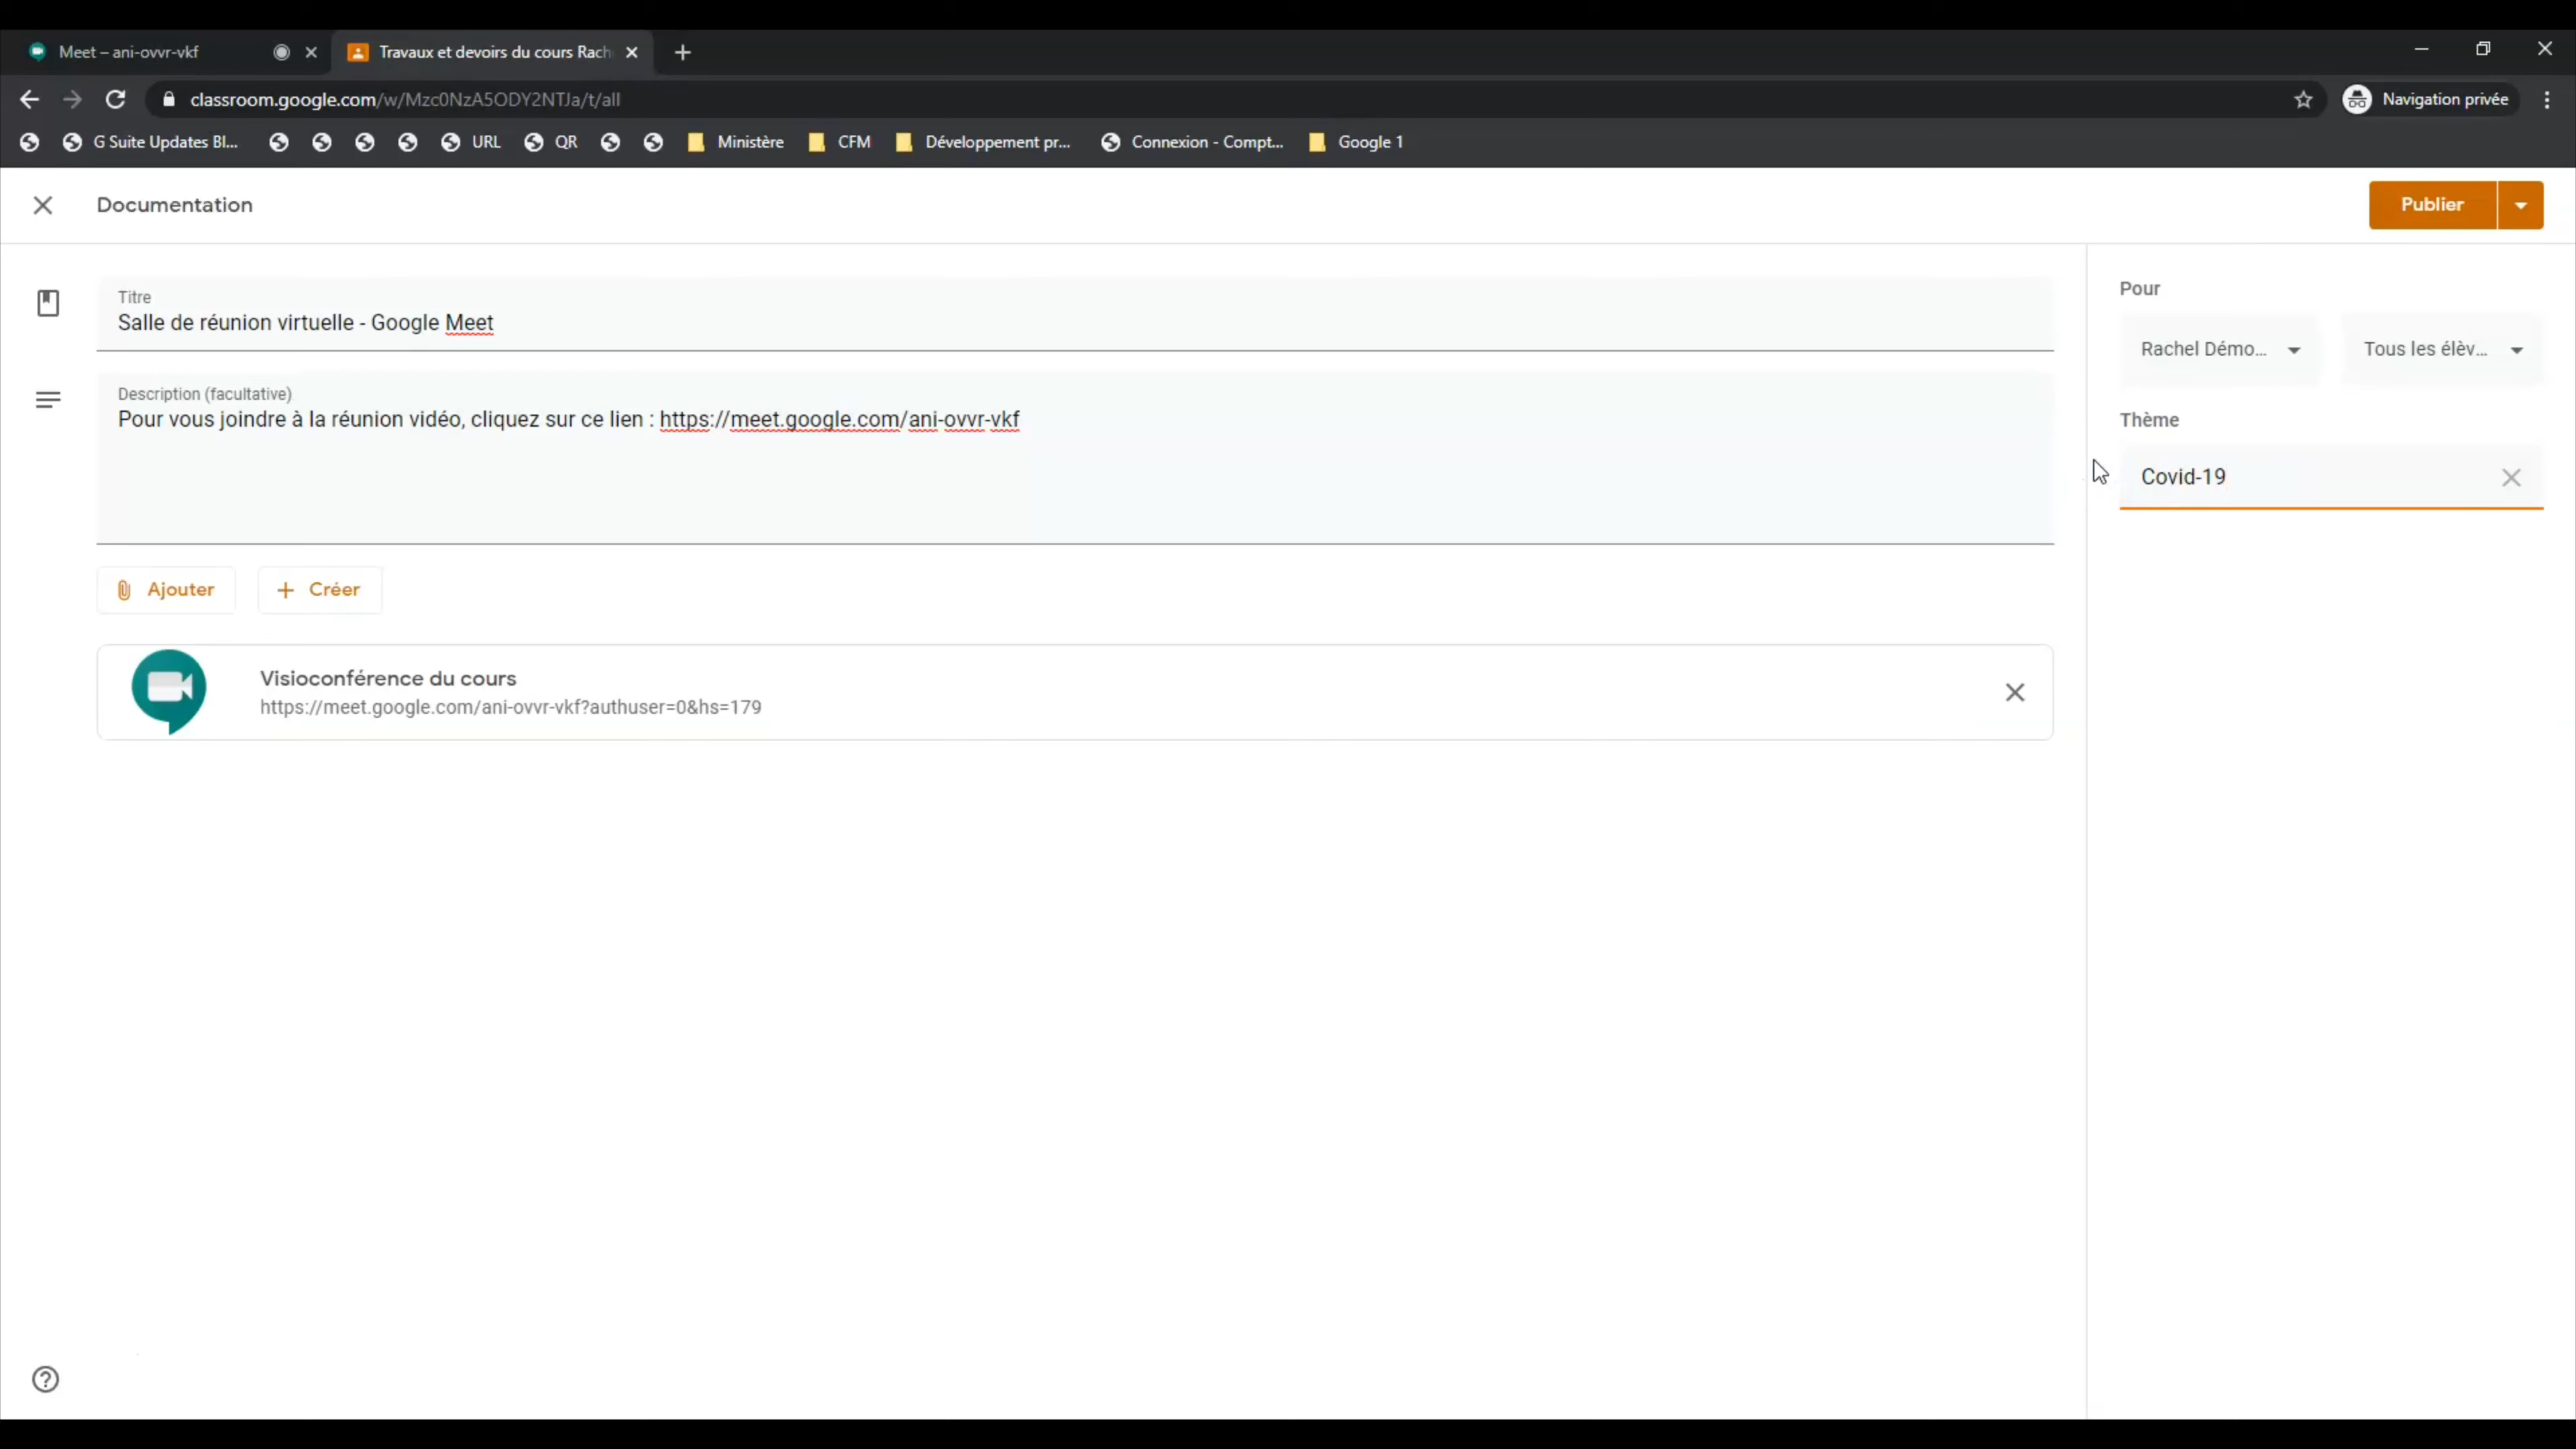 Meet – ani-ovvr-vkf
Travaux et devoirs du cours Rach
classroom.google.com/w/Mzc0NzA5ODY2NTJa/t/all
Navigation privée
G Suite Updates Bl...
URL
QR
Ministère
CFM
Développement pr...
Connexion - Compt...
Google 1
Documentation
Publier
Titre
Salle de réunion virtuelle - Google Meet
Description (facultative)
Pour vous joindre à la réunion vidéo, cliquez sur ce lien : https://meet.google.com/ani-ovvr-vkf
Ajouter
Créer
Visioconférence du cours
https://meet.google.com/ani-ovvr-vkf?authuser=0&hs=179
Pour
Rachel Démo...
Tous les élèv...
Thème
Covid-19